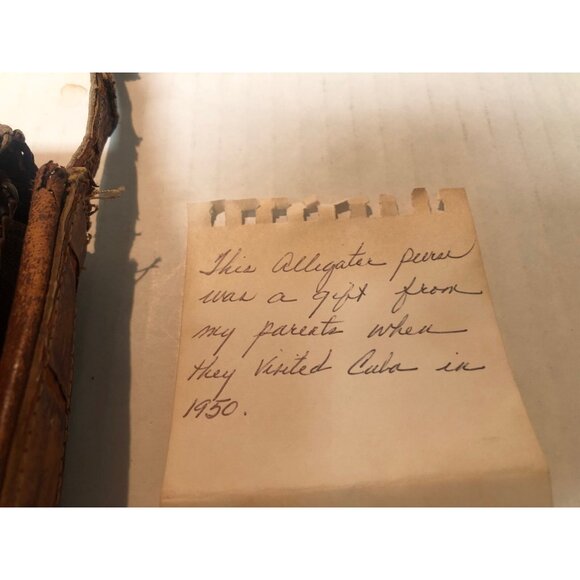 This Alligator purse
was a gift from
my parents when
they Visited Cuba in
1950.